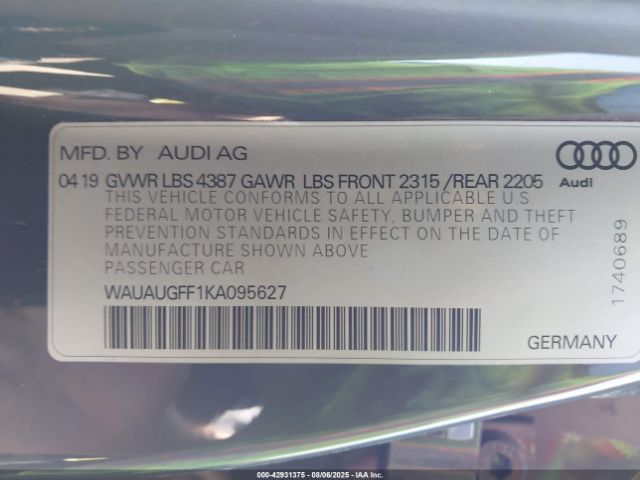 MFD. BY AUDI AG
04 19 GVWR LBS 4387 GAWR LBS FRONT 2315 /REAR 2205
Audi
THIS VEHICLE CONFORMS TO ALL APPLICABLE U.S.
FEDERAL MOTOR VEHICLE SAFETY, BUMPER AND THEFT
PREVENTION STANDARDS IN EFFECT ON THE DATE OF
MANUFACTURE SHOWN ABOVE
PASSENGER CAR
1740689
WAUAUGFF1KA095627
GERMANY
000-42931375 - 08/06/2025 - IAAI.CA